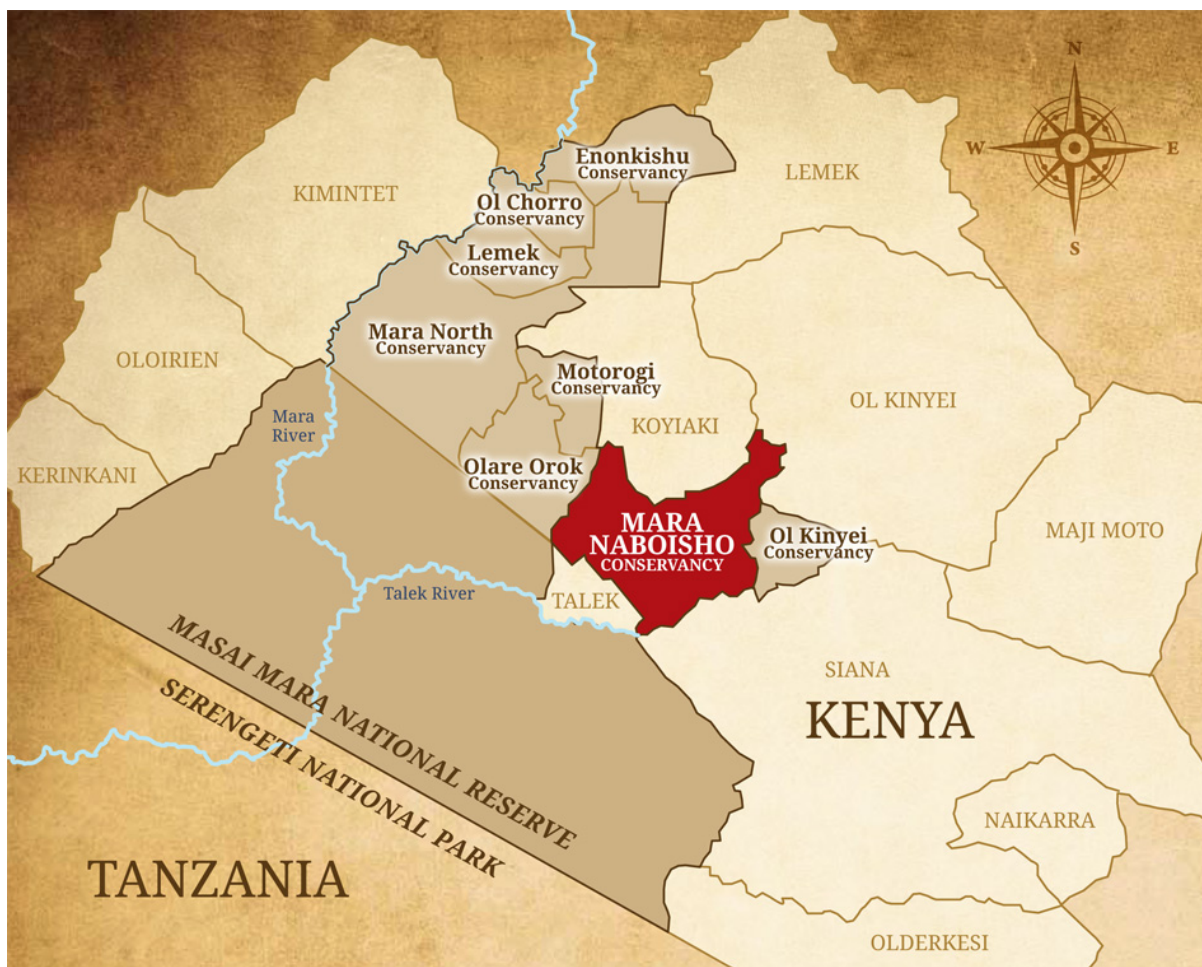 N
W
E
S
Enonkishu
Conservancy
LEMEK
KIMINTET
Ol Chorro
Conservancy
Lemek
Conservancy
Mara North
Conservancy
OLOIRIEN
Motorogi
Conservancy
OL KINYEI
Mara
River
KOYIAKI
KERINKANI
Olare Orok
Conservancy
MARA
NABOISHO
CONSERVANCY
Ol Kinyei
Conservancy
MAJI MOTO
Talek River
TALEK
SIANA
KENYA
MASAI MARA NATIONAL RESERVE
SERENGETI NATIONAL PARK
NAIKARRA
TANZANIA
OLDERKESI